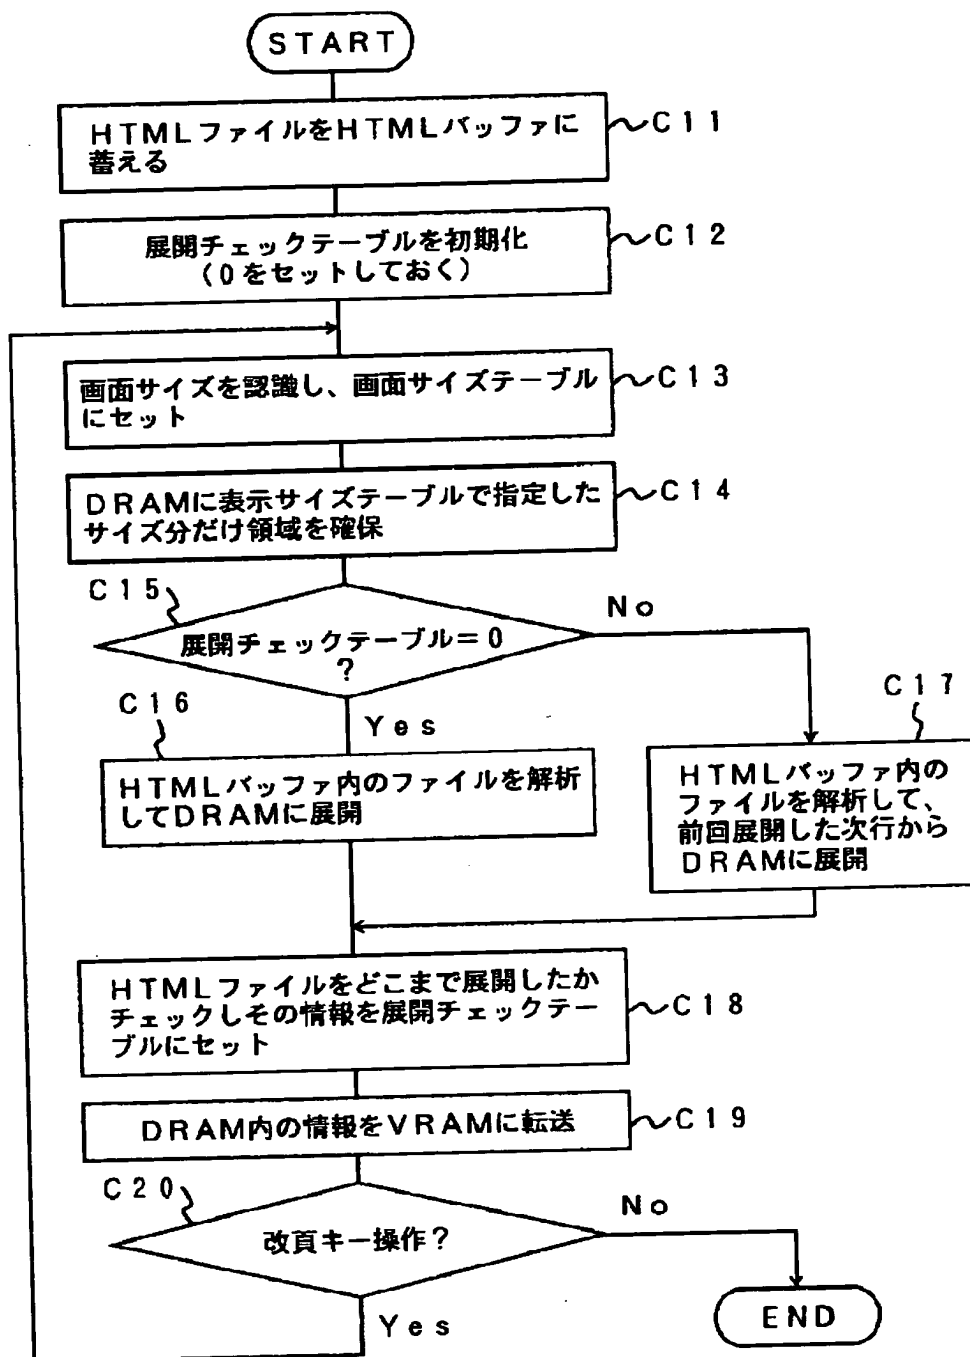 START
HTMLファイルをHTMLバッファに
蓄える
C11
展開チェックテーブルを初期化
(0をセットしておく)
C12
画面サイズを認識し、画面サイズテーブル
にセット
C13
DRAMに表示サイズテーブルで指定した
サイズ分だけ領域を確保
C14
C15
展開チェックテーブル=0
?
No
Yes
C16
HTMLバッファ内のファイルを解析
してDRAMに展開
C17
HTMLバッファ内の
ファイルを解析して、
前回展開した次行から
DRAMに展開
HTMLファイルをどこまで展開したか
チェックしその情報を展開チェックテー
ブルにセット
C18
DRAM内の情報をVRAMに転送
C19
C20
改頁キー操作?
No
Yes
END